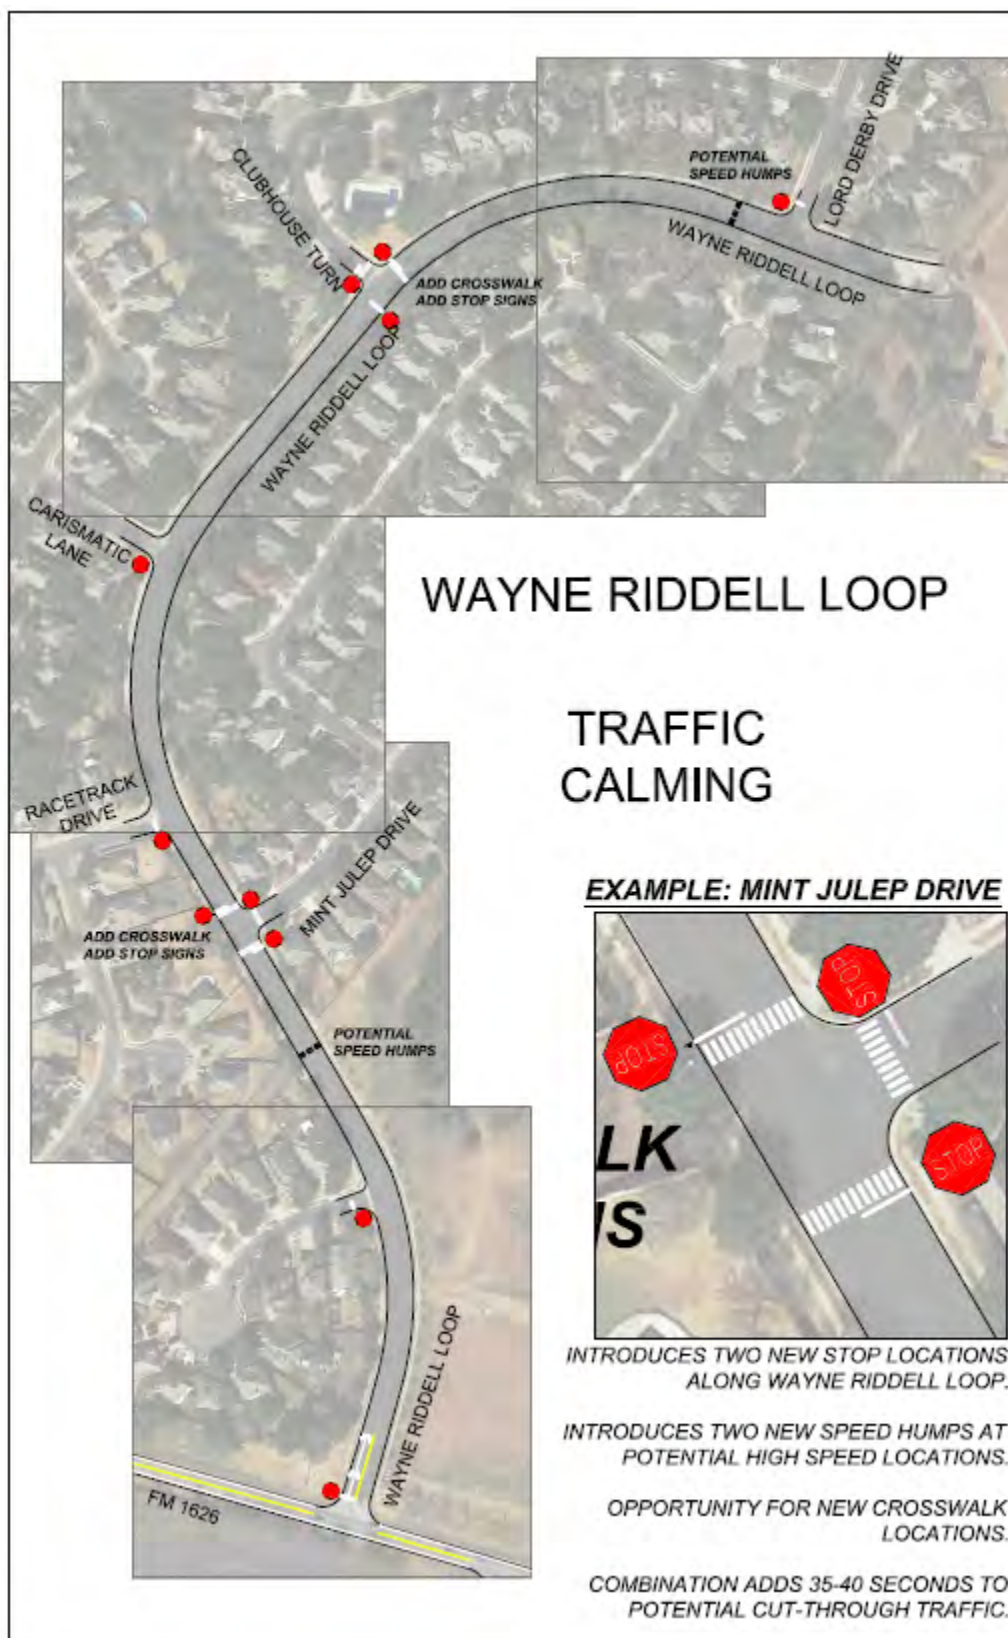 POTENTIAL
SPEED HUMPS
LORD DERBY DRIVE
CLUBHOUSE TURN
WAYNE RIDDELL LOOP
ADD CROSSWALK
ADD STOP SIGNS
WAYNE RIDDELL LOOP
CARISMATIC
LANE
WAYNE RIDDELL LOOP
TRAFFIC
CALMING
RACETRACK
DRIVE
MINT JULEP DRIVE
ADD CROSSWALK
ADD STOP SIGNS
POTENTIAL
SPEED HUMPS
EXAMPLE: MINT JULEP DRIVE
STOP
STOP
STOP
LK
IS
WAYNE RIDDELL LOOP
FM 1626
INTRODUCES TWO NEW STOP LOCATIONS
ALONG WAYNE RIDDELL LOOP.
INTRODUCES TWO NEW SPEED HUMPS AT
POTENTIAL HIGH SPEED LOCATIONS.
OPPORTUNITY FOR NEW CROSSWALK
LOCATIONS.
COMBINATION ADDS 35-40 SECONDS TO
POTENTIAL CUT-THROUGH TRAFFIC.